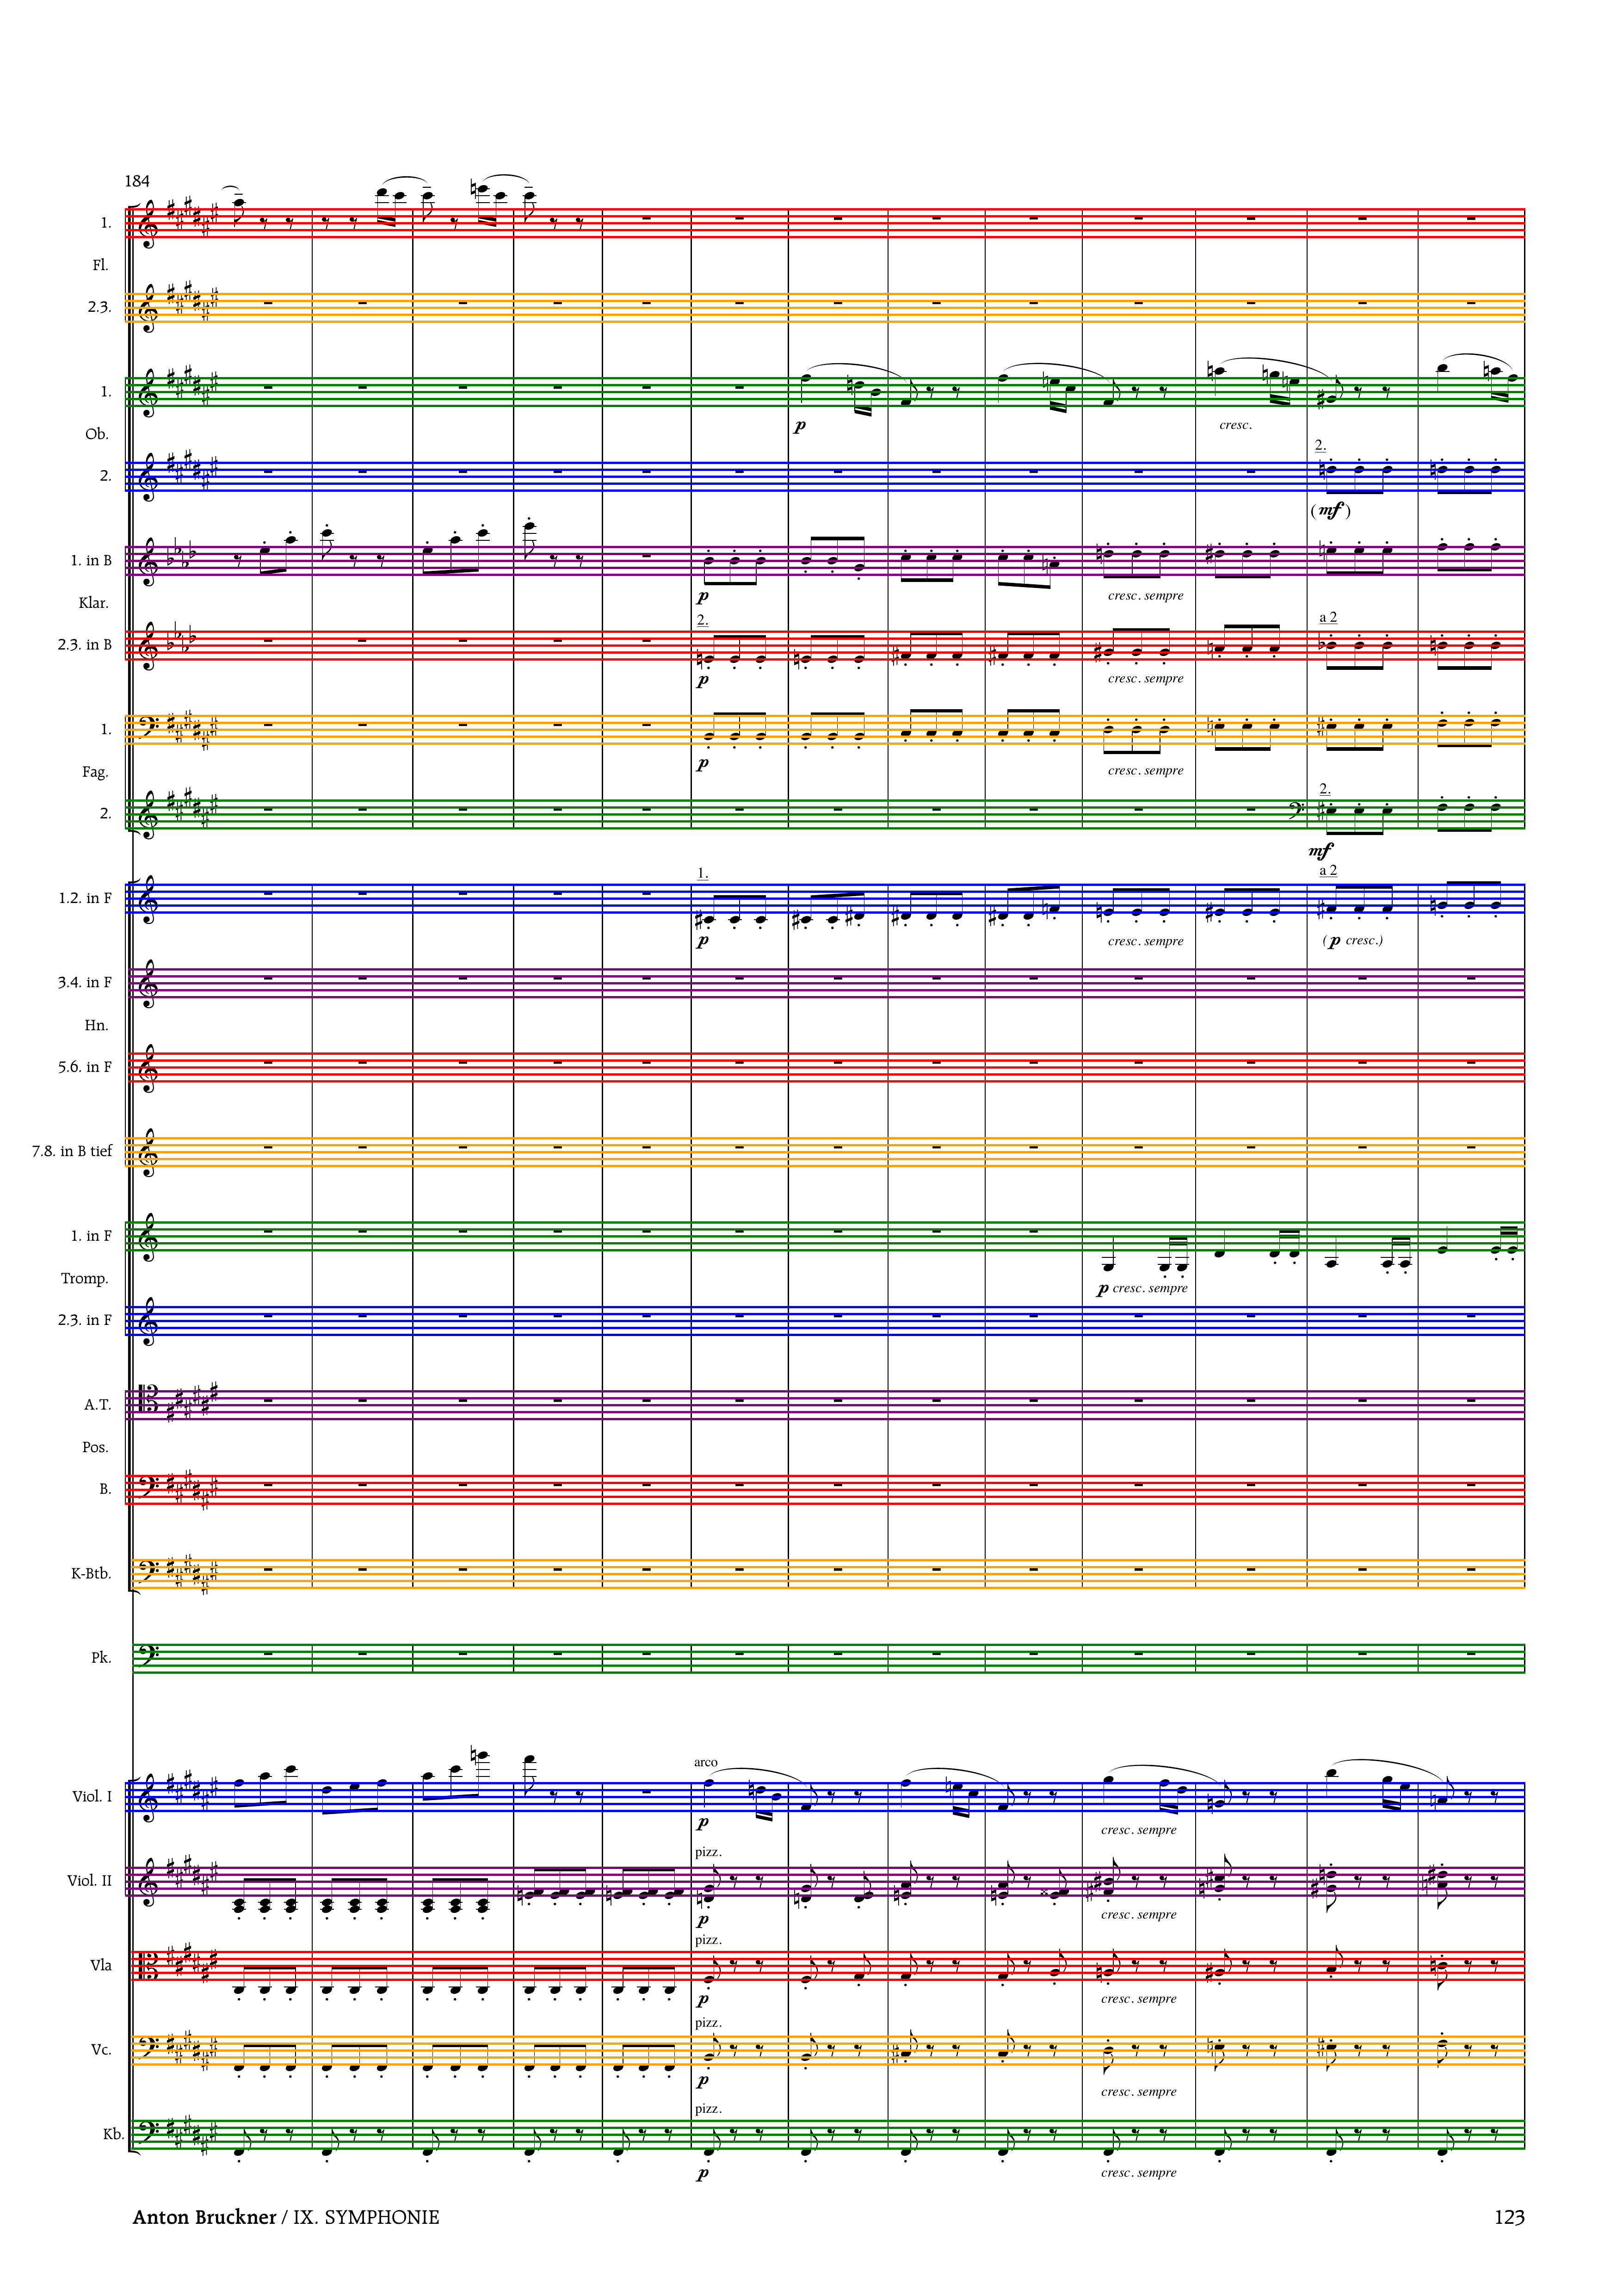 184
1.
Fl.
2.3.
1.
p
cresc.
Ob.
2.
2.
(mf)
1. in B
p
cresc. sempre
Klar.
2.
a 2
2.3. in B
p
cresc. sempre
1.
p
cresc. sempre
Fag.
2.
2.
mf
1.
a 2
1.2. in F
p
cresc. sempre
(p cresc.)
3.4. in F
Hn.
5.6. in F
7.8. in B tief
1. in F
Tromp.
p cresc. sempre
2.3. in F
A.T.
Pos.
B.
K-Btb.
Pk.
arco
Viol. I
p
cresc. sempre
pizz.
Viol. II
p
cresc. sempre
pizz.
Vla
p
cresc. sempre
pizz.
Vc.
p
cresc. sempre
pizz.
Kb.
p
cresc. sempre
Anton Bruckner / IX. SYMPHONIE
123